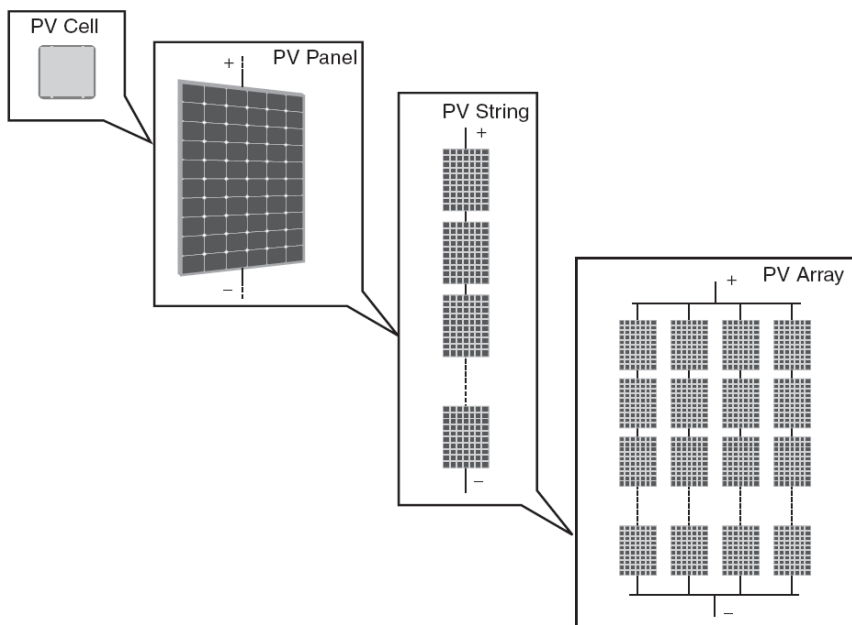 PV Cell
PV Panel
+
–
PV String
+
–
PV Array
+
–